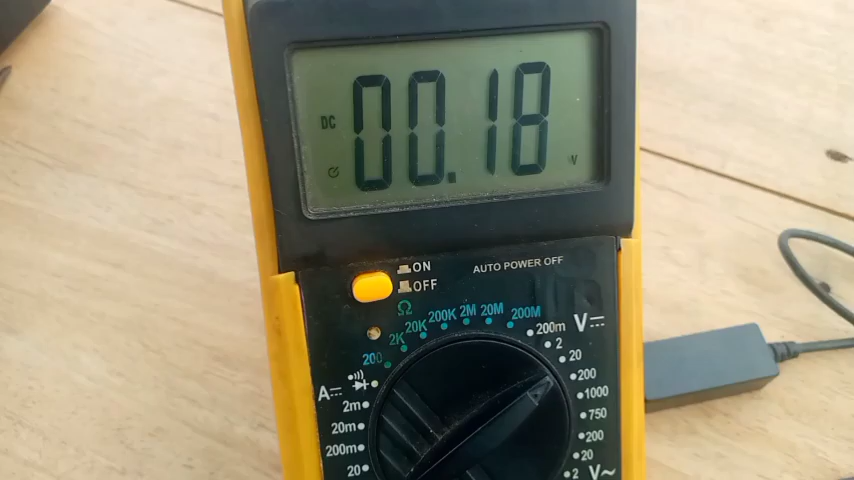 DC
00.18
V
ON
OFF
AUTO POWER OFF
Ω
200
2K
20K
200K
2M
20M
200M
V⎓
200m
2
20
200
1000
750
200
20
2
V~
A⎓
2m
20m
200m
20